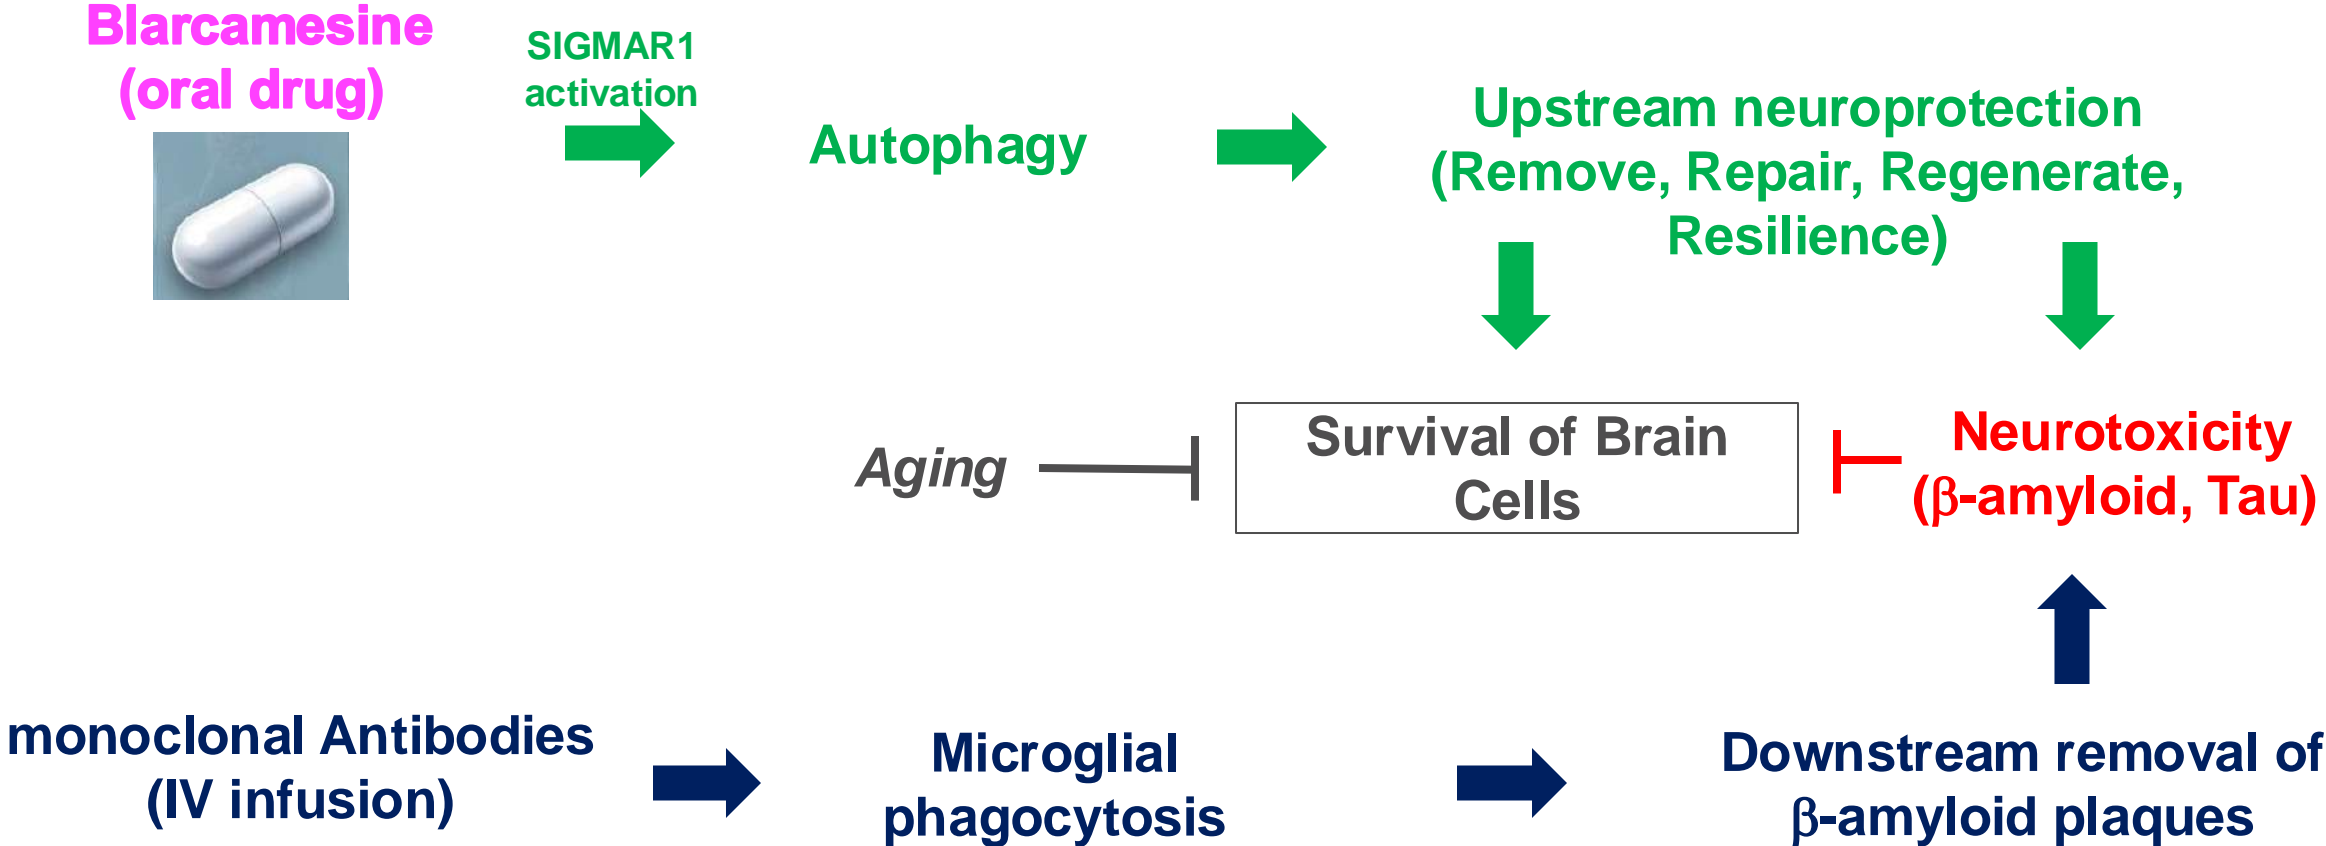 Blarcamesine
(oral drug)
SIGMAR1
activation
Autophagy
Upstream neuroprotection
(Remove, Repair, Regenerate,
Resilience)
Aging
Survival of Brain
Cells
Neurotoxicity
(β-amyloid, Tau)
monoclonal Antibodies
(IV infusion)
Microglial
phagocytosis
Downstream removal of
β-amyloid plaques